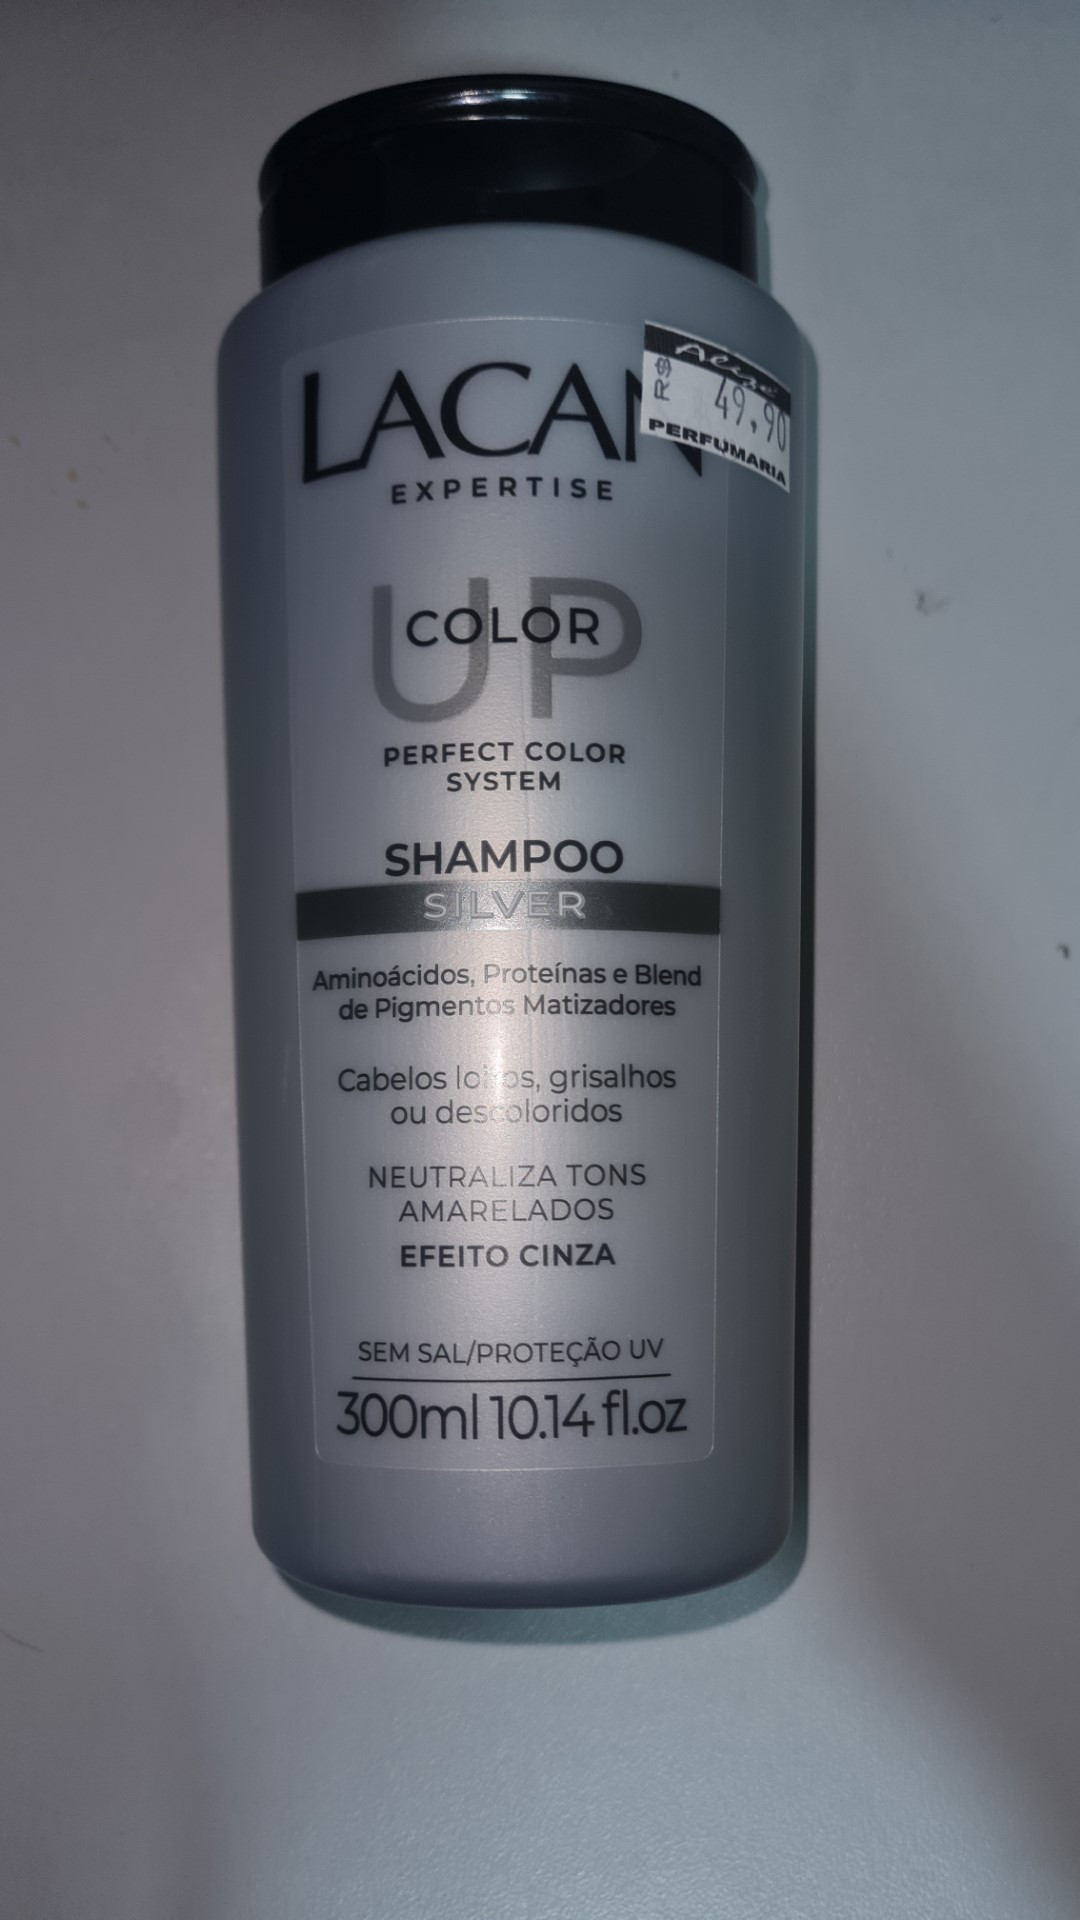 LACAN
EXPERTISE
Alizé
R$ 49,90
PERFUMARIA
UP
COLOR
PERFECT COLOR
SYSTEM
SHAMPOO
SILVER
Aminoácidos, Proteínas e Blend
de Pigmentos Matizadores
Cabelos loiros, grisalhos
ou descoloridos
NEUTRALIZA TONS
AMARELADOS
EFEITO CINZA
SEM SAL/PROTEÇÃO UV
300ml 10.14 fl.oz